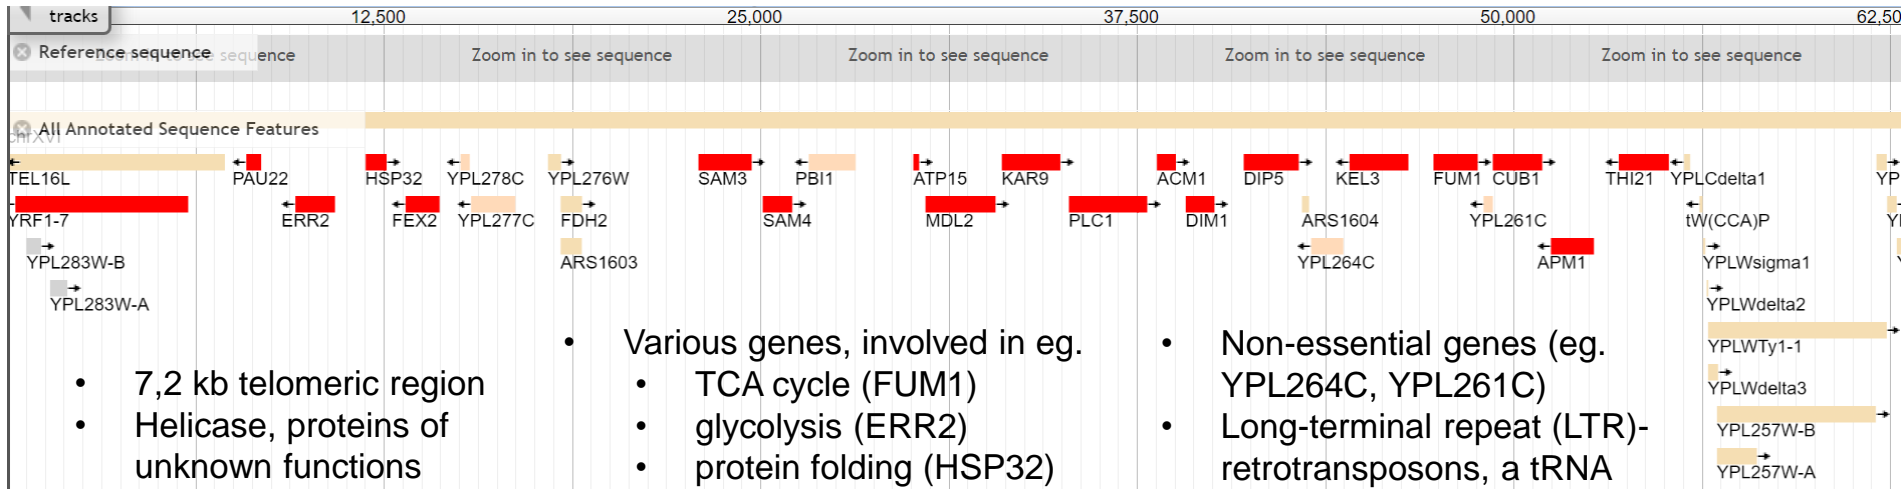 tracks
12,500 25,000 37,500 50,000 62,50
Reference sequence
Zoom in to see sequence Zoom in to see sequence Zoom in to see sequence Zoom in to see sequence
All Annotated Sequence Features
chrXVI
TEL16L PAU22 HSP32 YPL278C YPL276W SAM3 PBI1 ATP15 KAR9 ACM1 DIP5 KEL3 FUM1 CUB1 THI21 YPLCdelta1 YP
YRF1-7 ERR2 FEX2 YPL277C FDH2 SAM4 MDL2 PLC1 DIM1 ARS1604 YPL261C tW(CCA)P
YPL283W-B ARS1603 YPL264C APM1 YPLWsigma1
YPL283W-A YPLWdelta2
YPLWTy1-1
YPLWdelta3
YPL257W-B
YPL257W-A
• 7,2 kb telomeric region
• Helicase, proteins of
unknown functions
• Various genes, involved in eg.
• TCA cycle (FUM1)
• glycolysis (ERR2)
• protein folding (HSP32)
• Non-essential genes (eg.
YPL264C, YPL261C)
• Long-terminal repeat (LTR)-
retrotransposons, a tRNA